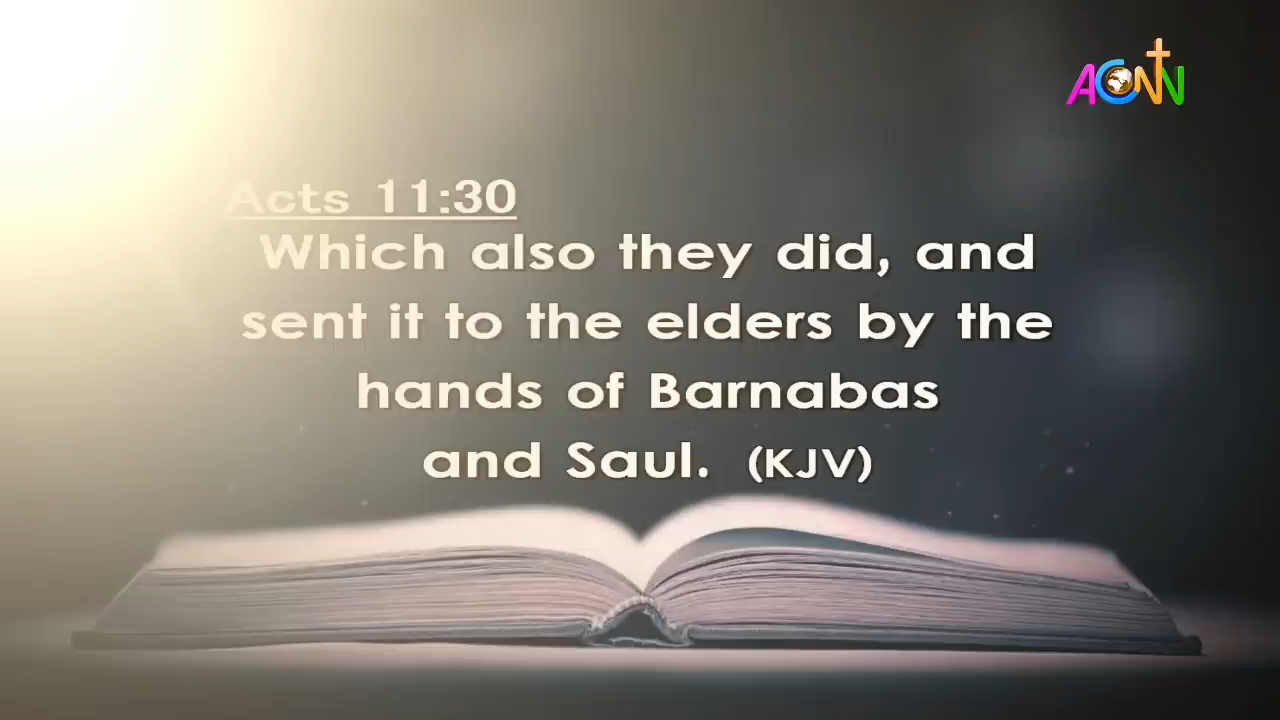 ACNN
Acts 11:30
Which also they did, and
sent it to the elders by the
hands of Barnabas
and Saul. (KJV)